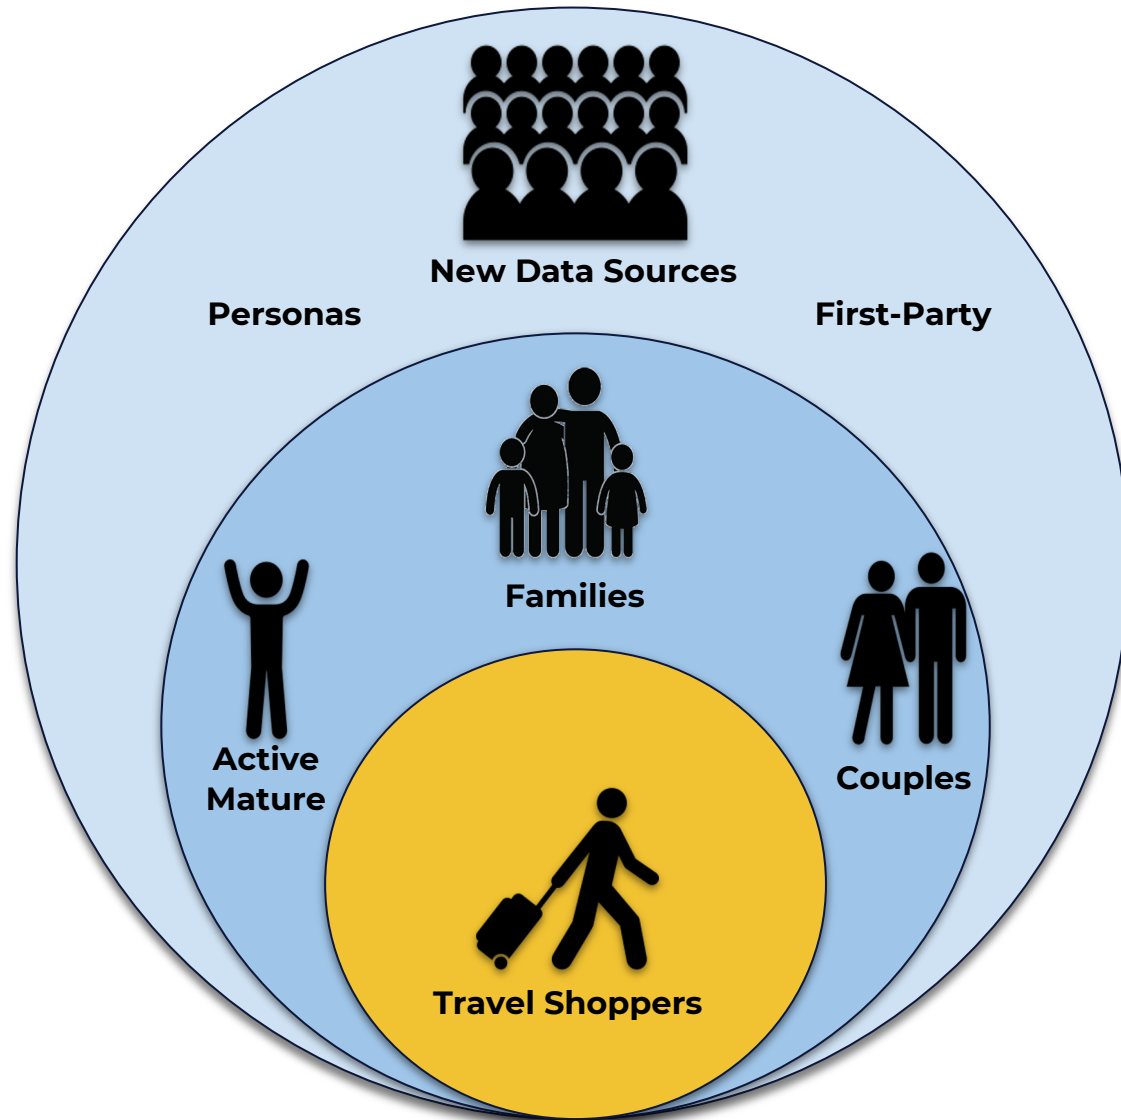 New Data Sources
Personas
First-Party
Families
Active
Mature
Couples
Travel Shoppers